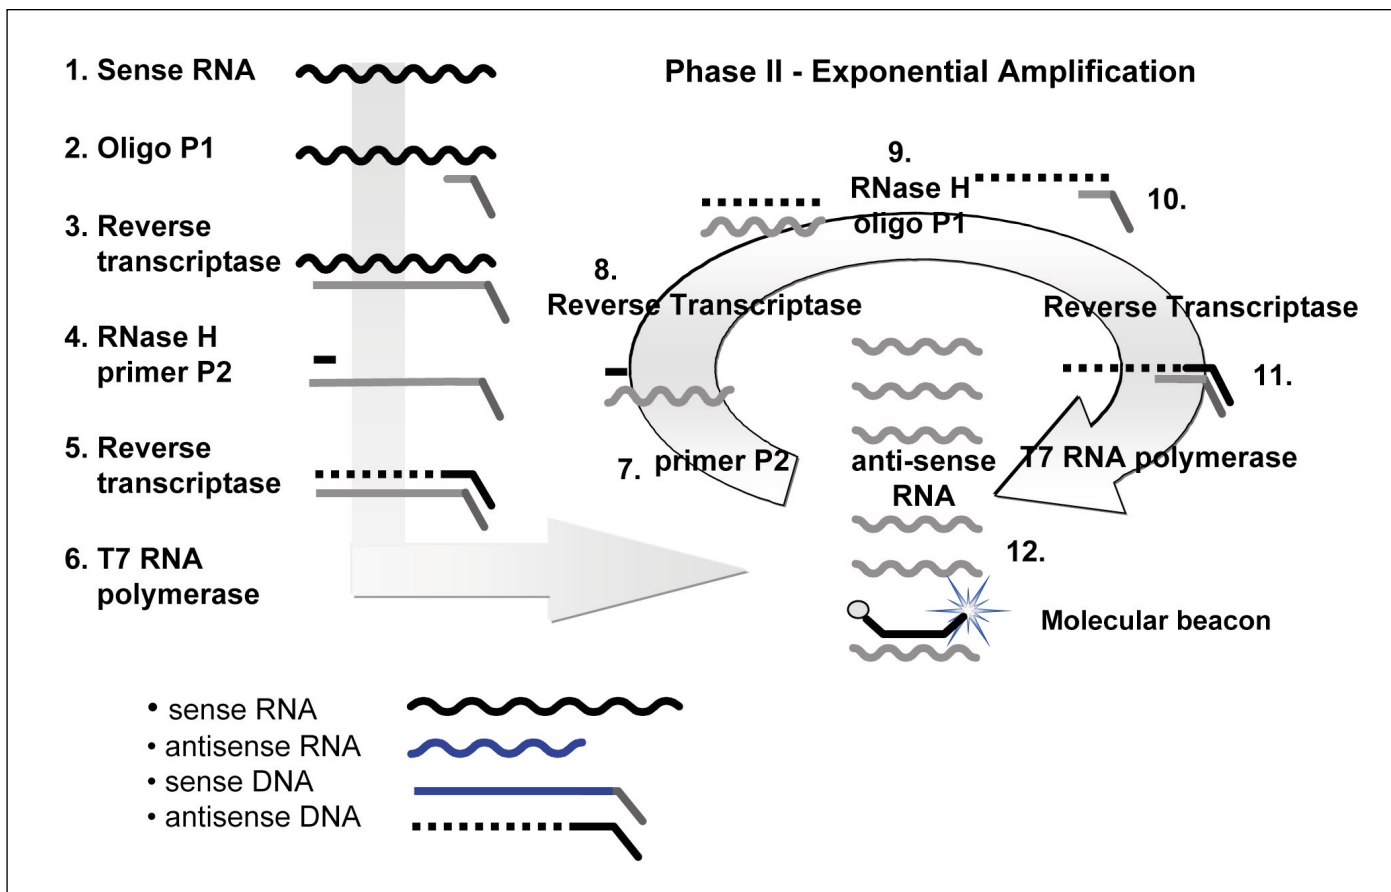 1. Sense RNA
2. Oligo P1
3. Reverse
transcriptase
4. RNase H
primer P2
5. Reverse
transcriptase
6. T7 RNA
polymerase
Phase II - Exponential Amplification
7. primer P2
8.
Reverse Transcriptase
9.
RNase H
oligo P1
10.
Reverse Transcriptase
11.
T7 RNA polymerase
anti-sense
RNA
12.
Molecular beacon
• sense RNA
• antisense RNA
• sense DNA
• antisense DNA